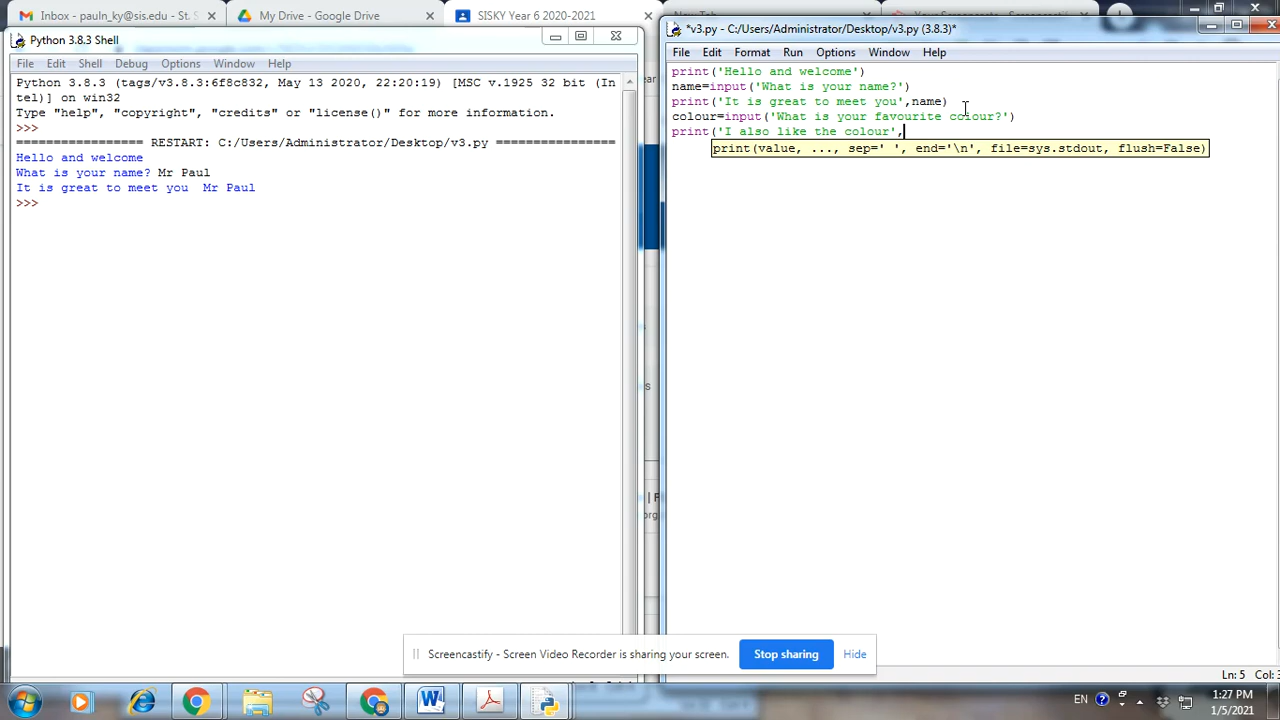 Inbox - pauln_ky@sis.edu - St. S
My Drive - Google Drive
SISKY Year 6 2020-2021
New Tab
Python 3.8.3 Shell
File Edit Shell Debug Options Window Help
Python 3.8.3 (tags/v3.8.3:6f8c832, May 13 2020, 22:20:19) [MSC v.1925 32 bit (In
tel)] on win32
Type "help", "copyright", "credits" or "license()" for more information.
>>>
================= RESTART: C:/Users/Administrator/Desktop/v3.py ================
Hello and welcome
What is your name? Mr Paul
It is great to meet you  Mr Paul
>>>
*v3.py - C:/Users/Administrator/Desktop/v3.py (3.8.3)*
File Edit Format Run Options Window Help
print('Hello and welcome')
name=input('What is your name?')
print('It is great to meet you',name)
colour=input('What is your favourite colour?')
print('I also like the colour',
print(value, ..., sep=' ', end='\n', file=sys.stdout, flush=False)
Ln: 5 Col: 3
Screencastify - Screen Video Recorder is sharing your screen.
Stop sharing
Hide
EN
1:27 PM
1/5/2021